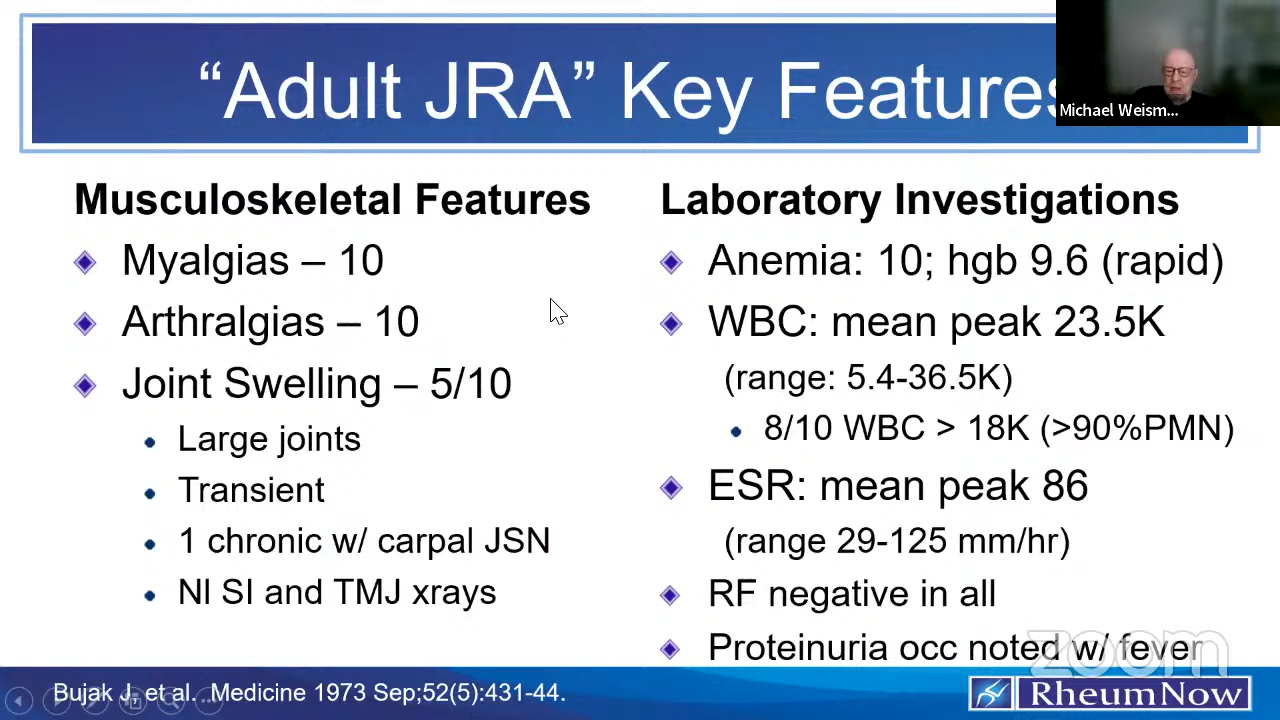 “Adult JRA” Key Features
Michael Weism...
Musculoskeletal Features
Myalgias – 10
Arthralgias – 10
Joint Swelling – 5/10
Large joints
Transient
1 chronic w/ carpal JSN
Nl SI and TMJ xrays
Laboratory Investigations
Anemia: 10; hgb 9.6 (rapid)
WBC: mean peak 23.5K
(range: 5.4-36.5K)
8/10 WBC > 18K (>90%PMN)
ESR: mean peak 86
(range 29-125 mm/hr)
RF negative in all
Proteinuria occ noted w/ fever
zoom
Bujak J, et al. Medicine 1973 Sep;52(5):431-44.
RheumNow